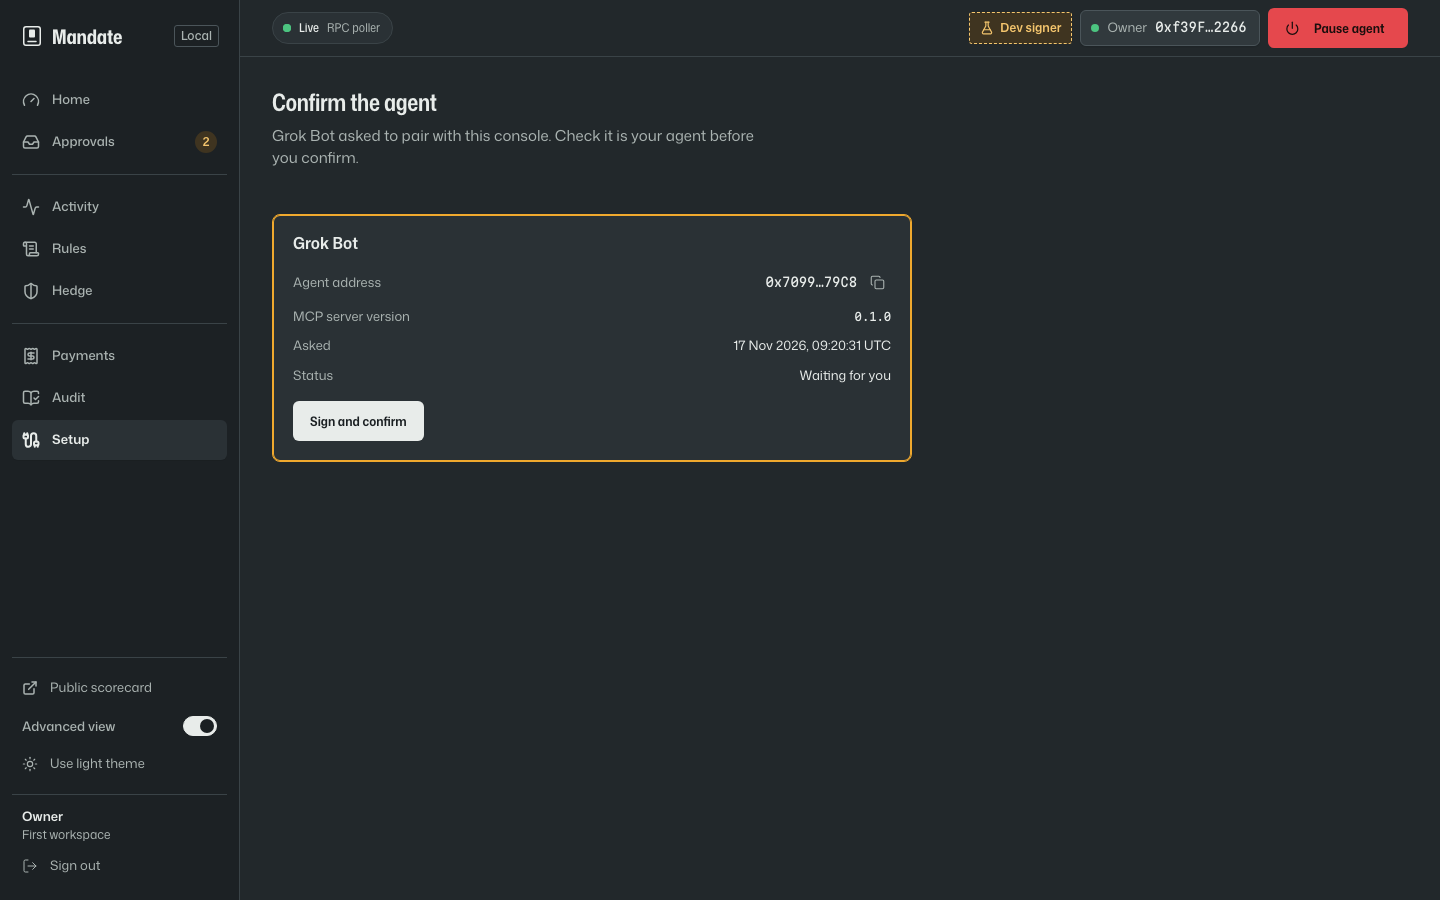 Mandate
Local
Home
Approvals
2
Activity
Rules
Hedge
Payments
Audit
Setup
Public scorecard
Advanced view
Use light theme
Owner
First workspace
Sign out
Live RPC poller
Dev signer
Owner 0xf39F…2266
Pause agent
Confirm the agent
Grok Bot asked to pair with this console. Check it is your agent before
you confirm.
Grok Bot
Agent address 0x7099…79C8
MCP server version 0.1.0
Asked 17 Nov 2026, 09:20:31 UTC
Status Waiting for you
Sign and confirm